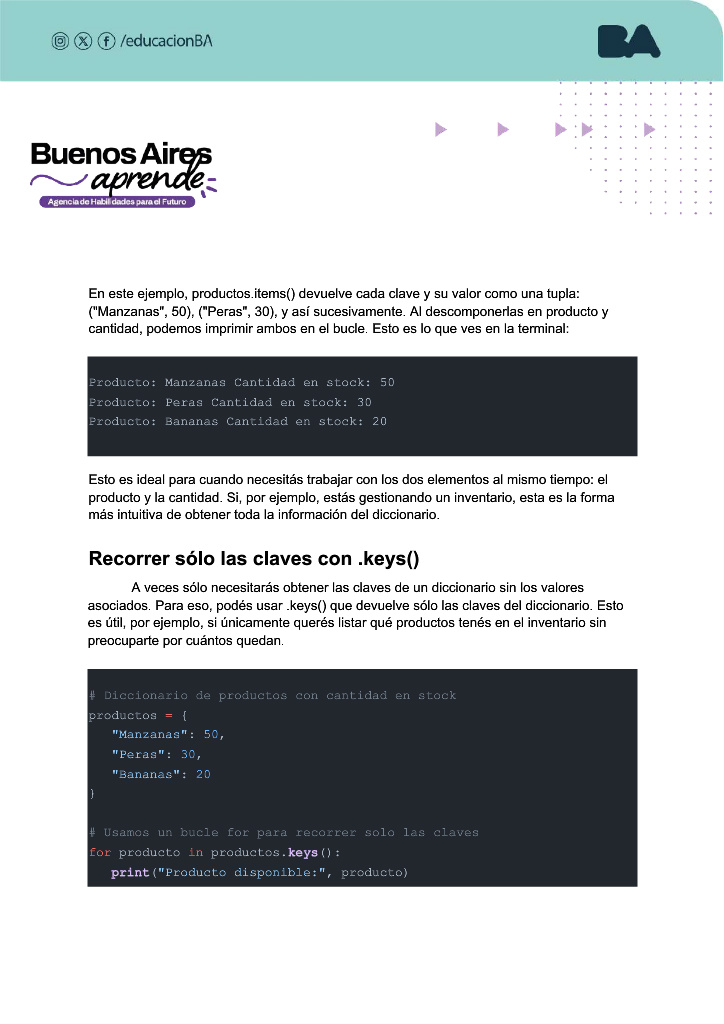 /educacionBA
BA
Buenos Aires
aprende
Agencia de Habilidades para el Futuro
En este ejemplo, productos.items() devuelve cada clave y su valor como una tupla:
("Manzanas", 50), ("Peras", 30), y así sucesivamente. Al descomponerlas en producto y
cantidad, podemos imprimir ambos en el bucle. Esto es lo que ves en la terminal:
Producto: Manzanas Cantidad en stock: 50
Producto: Peras Cantidad en stock: 30
Producto: Bananas Cantidad en stock: 20
Esto es ideal para cuando necesitás trabajar con los dos elementos al mismo tiempo: el
producto y la cantidad. Si, por ejemplo, estás gestionando un inventario, esta es la forma
más intuitiva de obtener toda la información del diccionario.
Recorrer sólo las claves con .keys()
A veces sólo necesitarás obtener las claves de un diccionario sin los valores
asociados. Para eso, podés usar .keys() que devuelve sólo las claves del diccionario. Esto
es útil, por ejemplo, si únicamente querés listar qué productos tenés en el inventario sin
preocuparte por cuántos quedan.
# Diccionario de productos con cantidad en stock
productos = {
"Manzanas": 50,
"Peras": 30,
"Bananas": 20
}
# Usamos un bucle for para recorrer solo las claves
for producto in productos.keys():
print("Producto disponible:", producto)